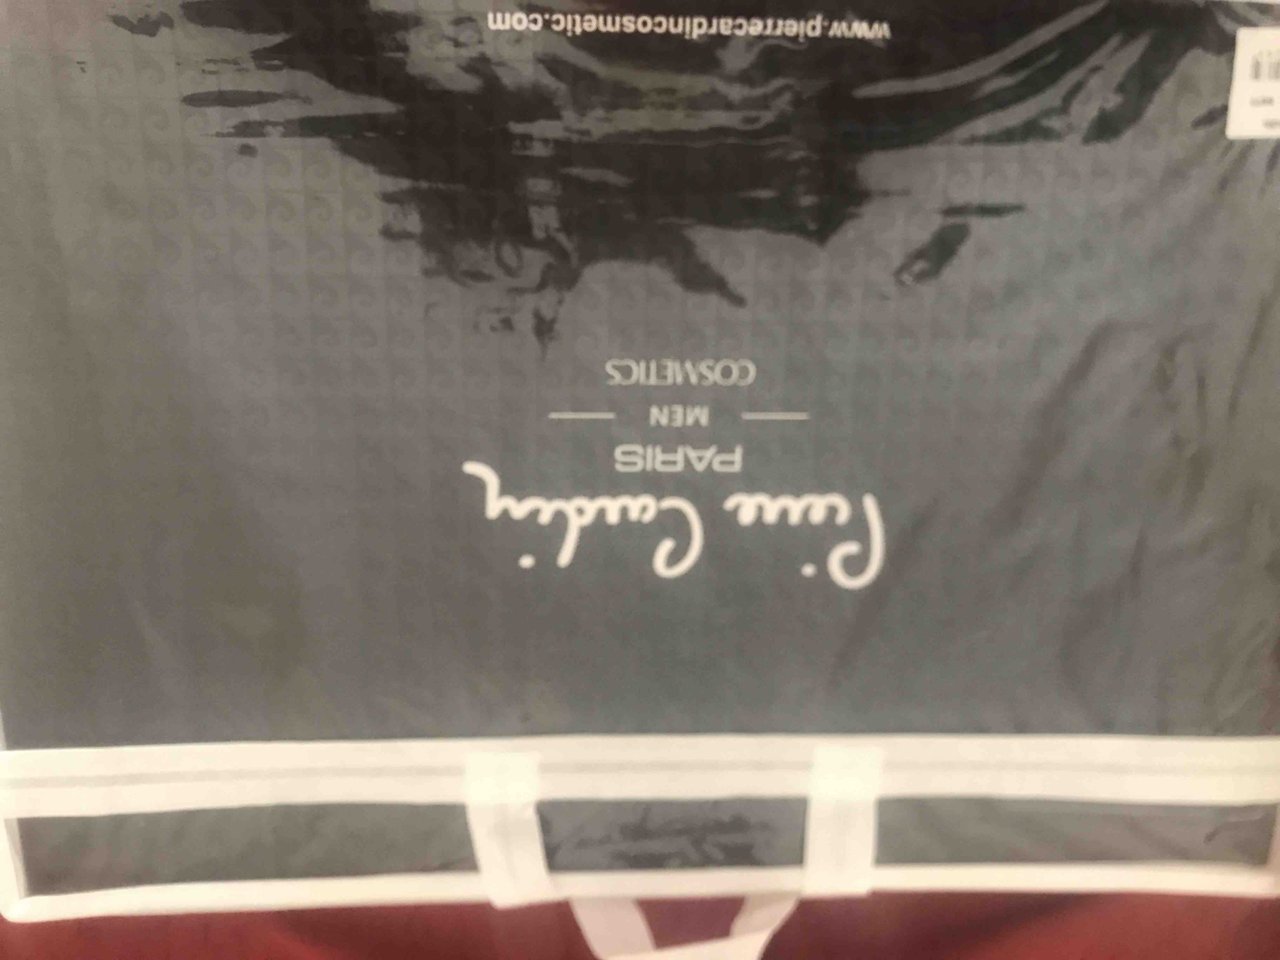 Pierre Cardin
PARIS
MEN
COSMETICS
www.pierrecardincosmetic.com